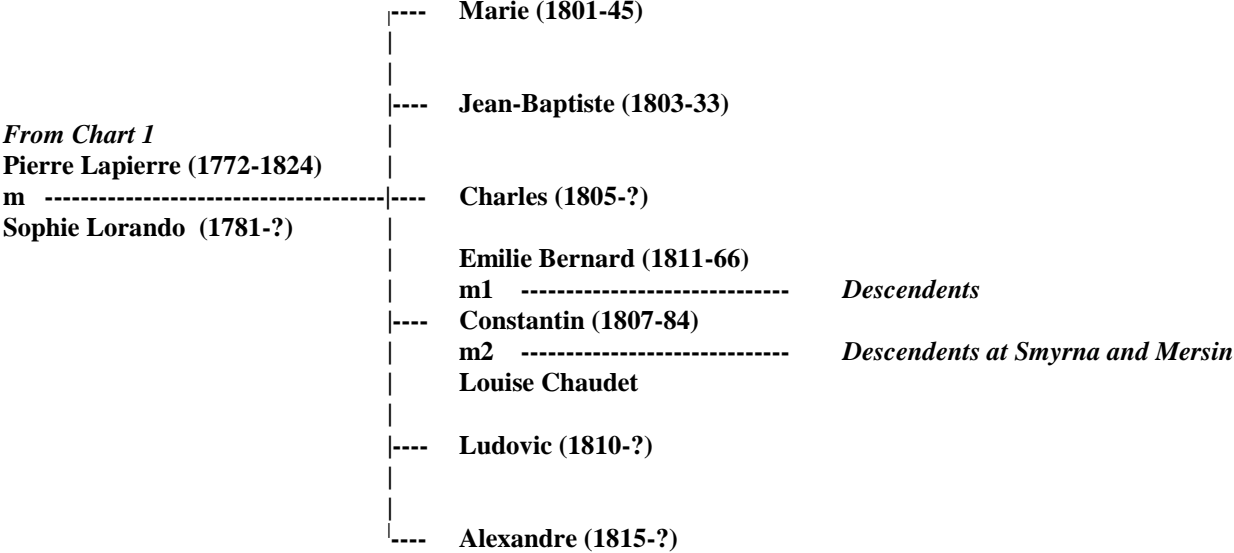 Marie (1801-45)
Jean-Baptiste (1803-33)
From Chart 1
Pierre Lapierre (1772-1824)
m --------------------------------------|---- Charles (1805-?)
Sophie Lorando (1781-?)
Emilie Bernard (1811-66)
m1 ------------------------------ Descendents
Constantin (1807-84)
m2 ------------------------------ Descendents at Smyrna and Mersin
Louise Chaudet
Ludovic (1810-?)
Alexandre (1815-?)